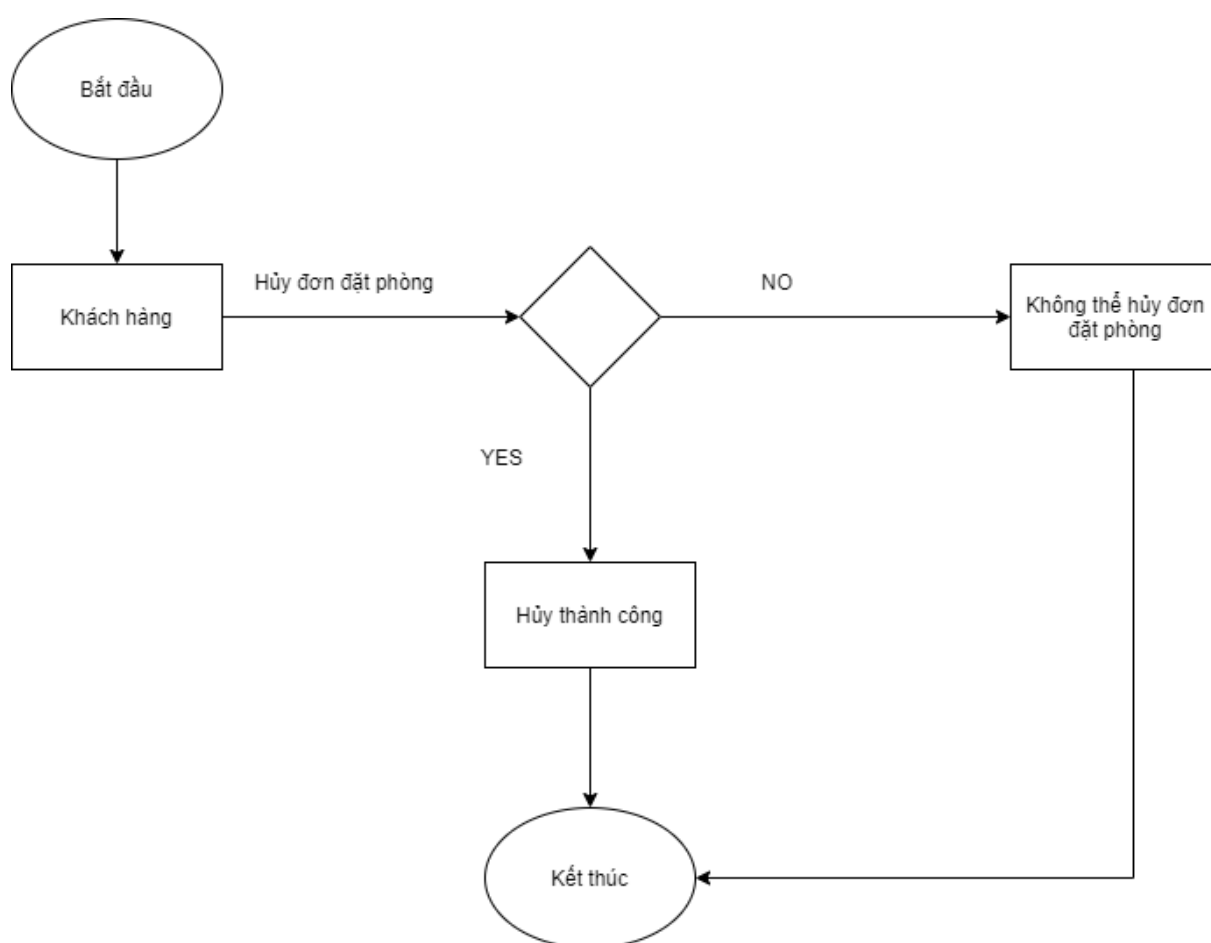 Bắt đầu
Khách hàng
Hủy đơn đặt phòng
NO
Không thể hủy đơn
đặt phòng
YES
Hủy thành công
Kết thúc